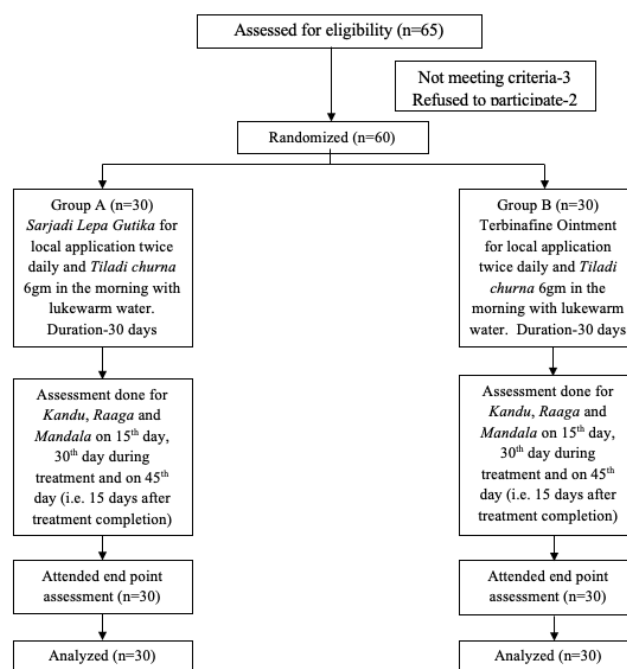 Assessed for eligibility (n=65)
Not meeting criteria-3
Refused to participate-2
Randomized (n=60)
Group A (n=30)
Sarjadi Lepa Gutika for
local application twice
daily and Tiladi churna
6gm in the morning with
lukewarm water.
Duration-30 days
Group B (n=30)
Terbinafine Ointment
for local application
twice daily and Tiladi
churna 6gm in the
morning with lukewarm
water. Duration-30 days
Assessment done for
Kandu, Raaga and
Mandala on 15th day,
30th day during
treatment and on 45th
day (i.e. 15 days after
treatment completion)
Assessment done for
Kandu, Raaga and
Mandala on 15th day,
30th day during
treatment and on 45th
day (i.e. 15 days after
treatment completion)
Attended end point
assessment (n=30)
Attended end point
assessment (n=30)
Analyzed (n=30)
Analyzed (n=30)